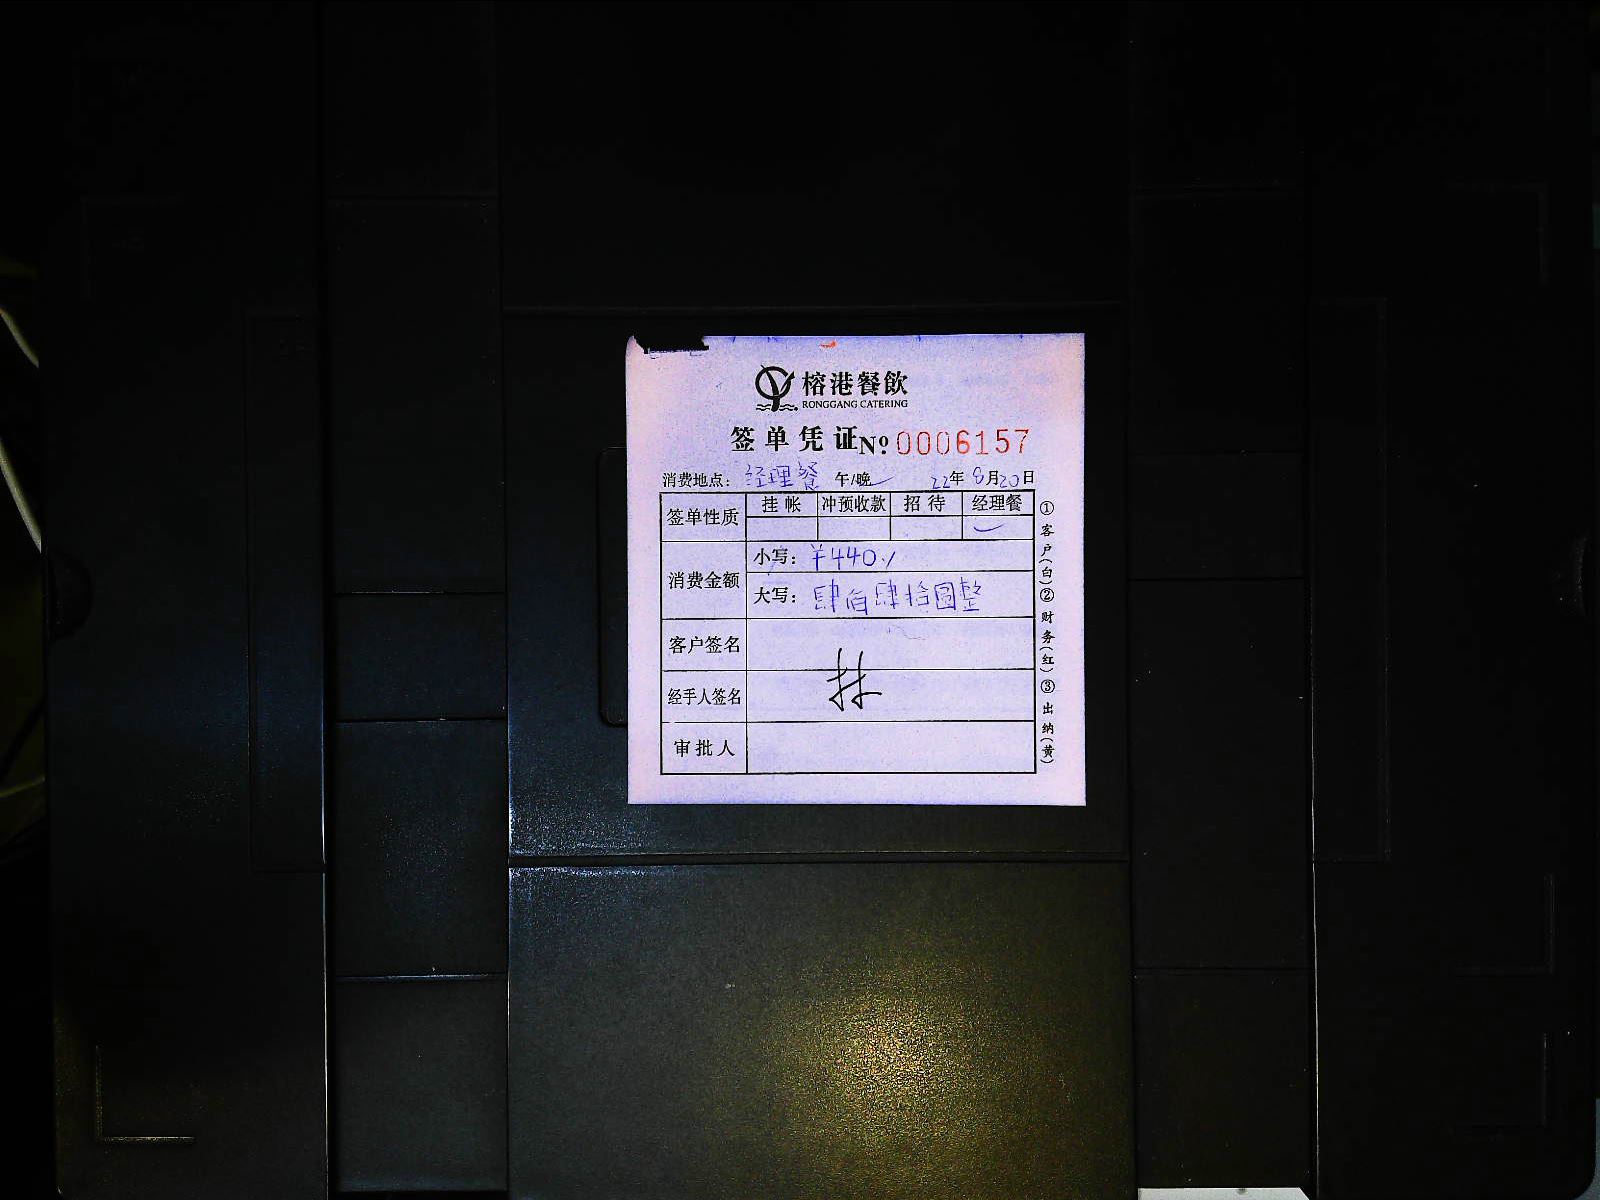 榕港餐飲
RONGGANG CATERING
签单凭证 No: 0006157
消费地点: 经理餐 午/晚 22年8月20日
签单性质 挂帐 冲预收款 招待 经理餐
消费金额
小写: ¥440./
大写: 肆佰肆拾圆整
客户签名
经手人签名
审批人
①客户(白)②财务(红)③出纳(黄)